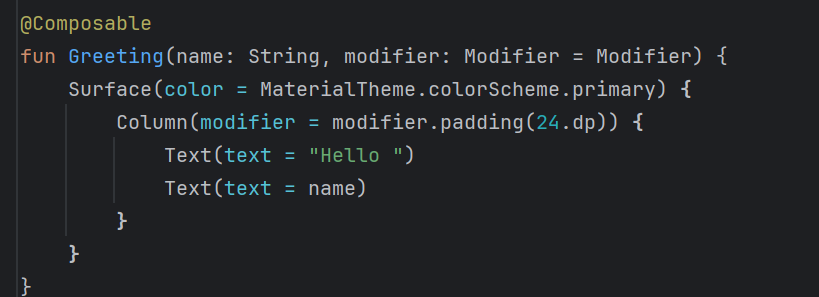 @Composable
fun Greeting(name: String, modifier: Modifier = Modifier) {
    Surface(color = MaterialTheme.colorScheme.primary) {
        Column(modifier = modifier.padding(24.dp)) {
            Text(text = "Hello ")
            Text(text = name)
        }
    }
}